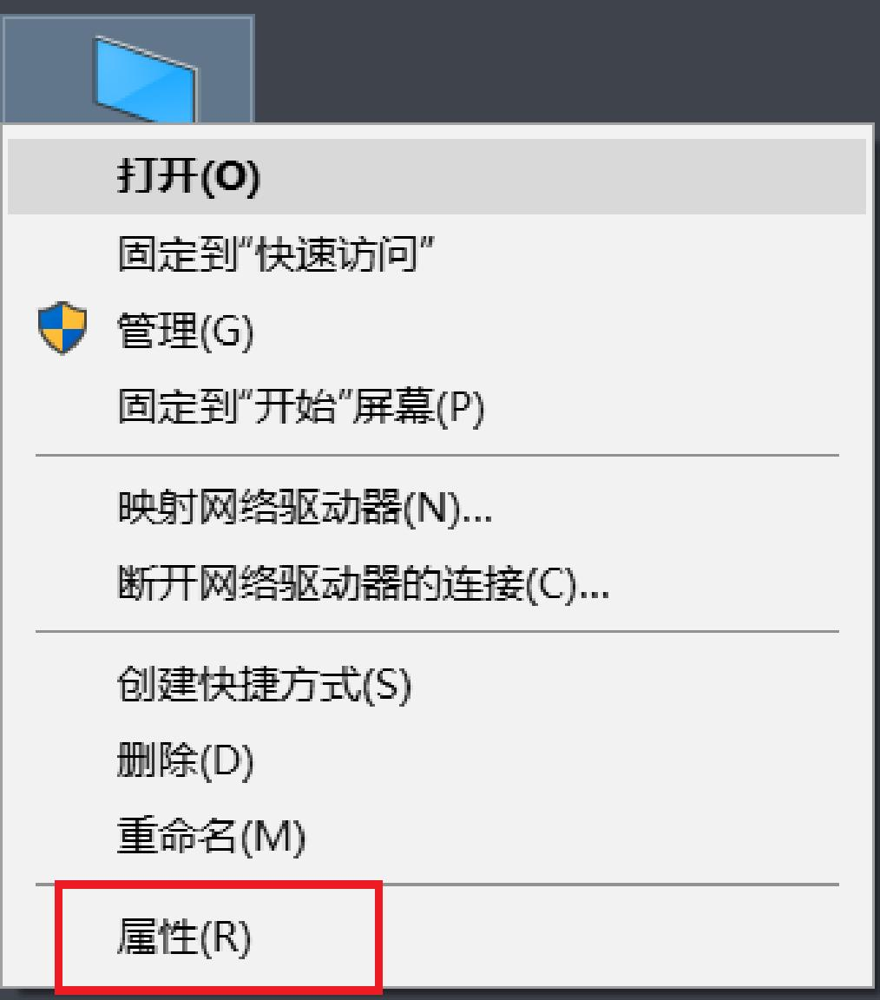 打开(O)
固定到“快速访问”
管理(G)
固定到“开始”屏幕(P)
映射网络驱动器(N)...
断开网络驱动器的连接(C)...
创建快捷方式(S)
删除(D)
重命名(M)
属性(R)